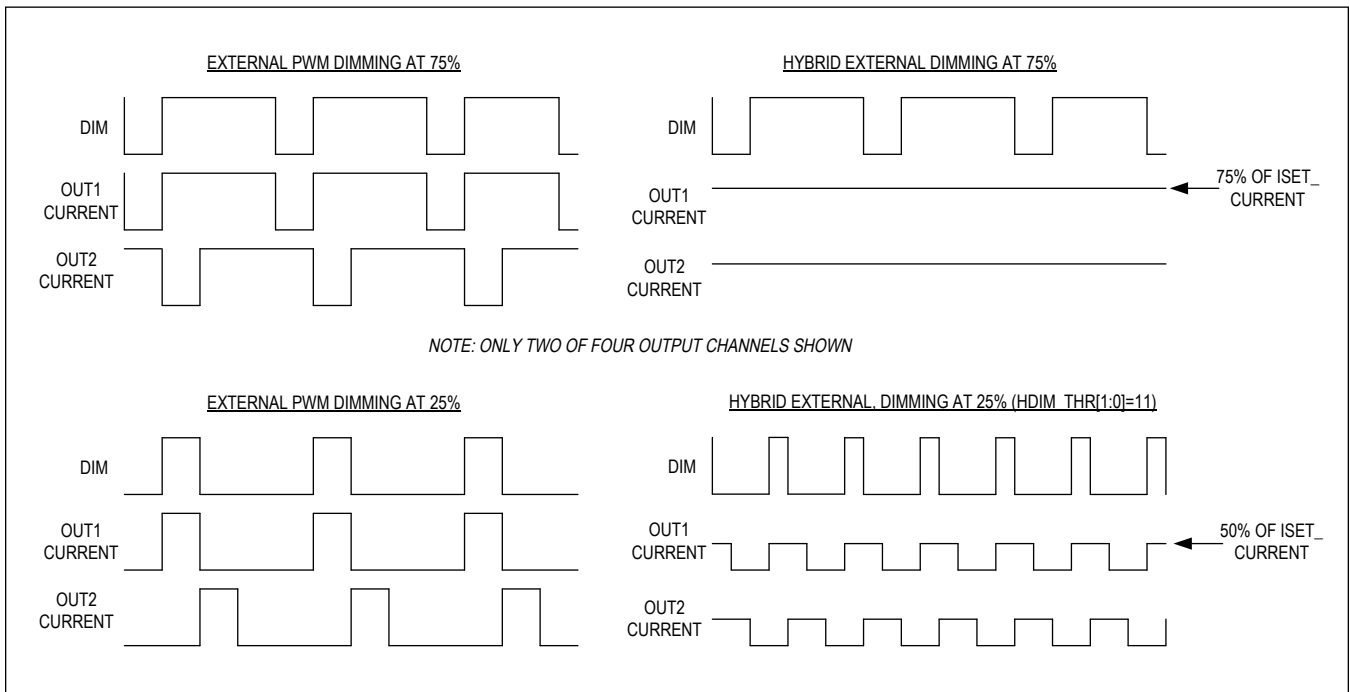 EXTERNAL PWM DIMMING AT 75%
DIM
OUT1
CURRENT
OUT2
CURRENT
HYBRID EXTERNAL DIMMING AT 75%
DIM
OUT1
CURRENT
75% OF ISET_
CURRENT
OUT2
CURRENT
NOTE: ONLY TWO OF FOUR OUTPUT CHANNELS SHOWN
EXTERNAL PWM DIMMING AT 25%
DIM
OUT1
CURRENT
OUT2
CURRENT
HYBRID EXTERNAL, DIMMING AT 25% (HDIM_THR[1:0]=11)
DIM
OUT1
CURRENT
50% OF ISET_
CURRENT
OUT2
CURRENT